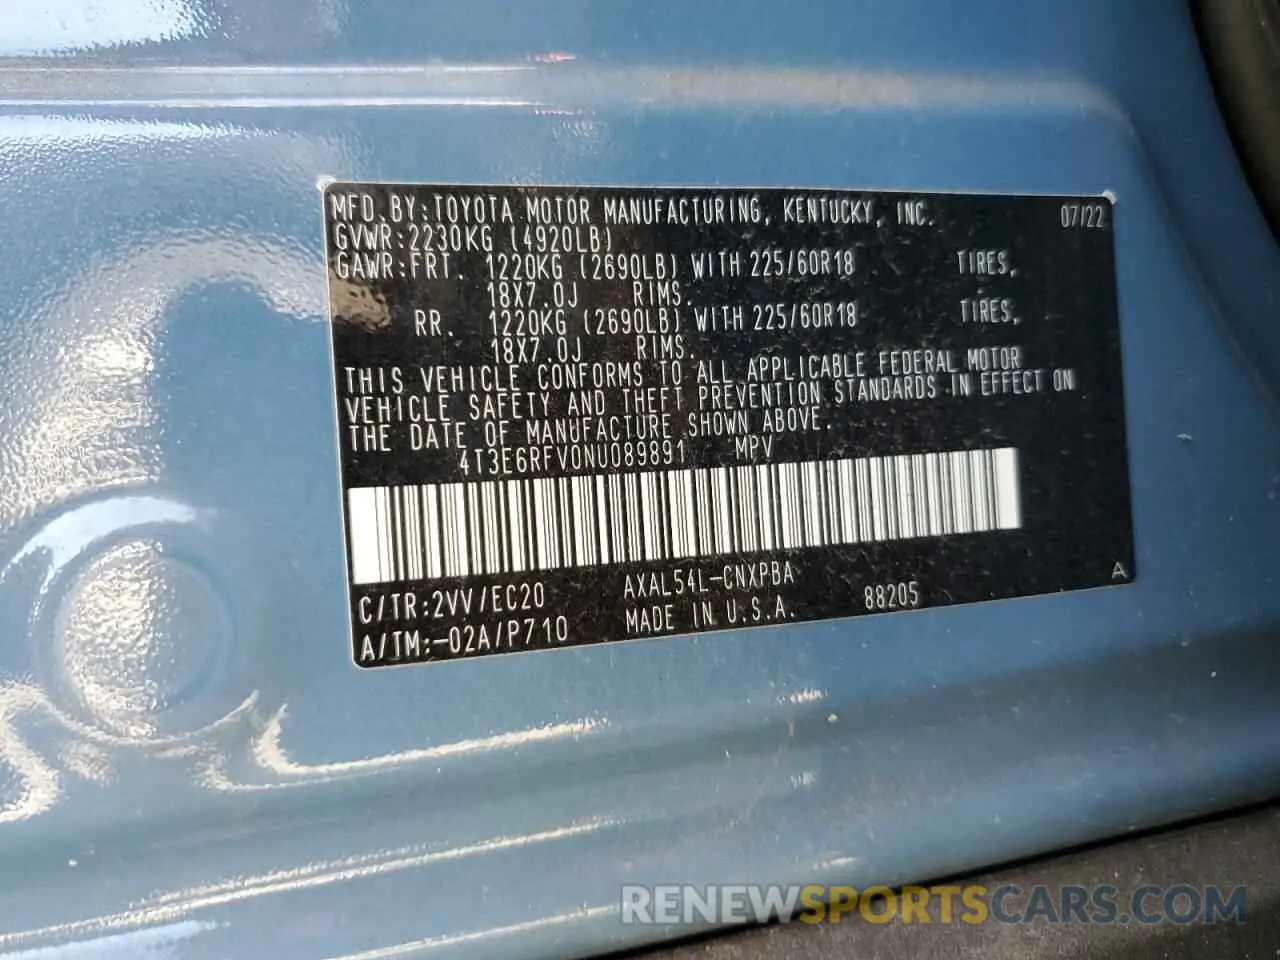 MFD.BY:TOYOTA MOTOR MANUFACTURING, KENTUCKY, INC. 07/22
GVWR:2230KG (4920LB)
GAWR:FRT. 1220KG (2690LB) WITH 225/60R18 TIRES,
18X7.0J RIMS.
RR. 1220KG (2690LB) WITH 225/60R18 TIRES,
18X7.0J RIMS.
THIS VEHICLE CONFORMS TO ALL APPLICABLE FEDERAL MOTOR
VEHICLE SAFETY AND THEFT PREVENTION STANDARDS IN EFFECT ON
THE DATE OF MANUFACTURE SHOWN ABOVE.
4T3E6RFV0NU089891 MPV
C/TR:2VV/EC20 AXAL54L-CNXPBA A
A/TM:-02A/P710 MADE IN U.S.A. 88205
RENEWSPORTSCARS.COM